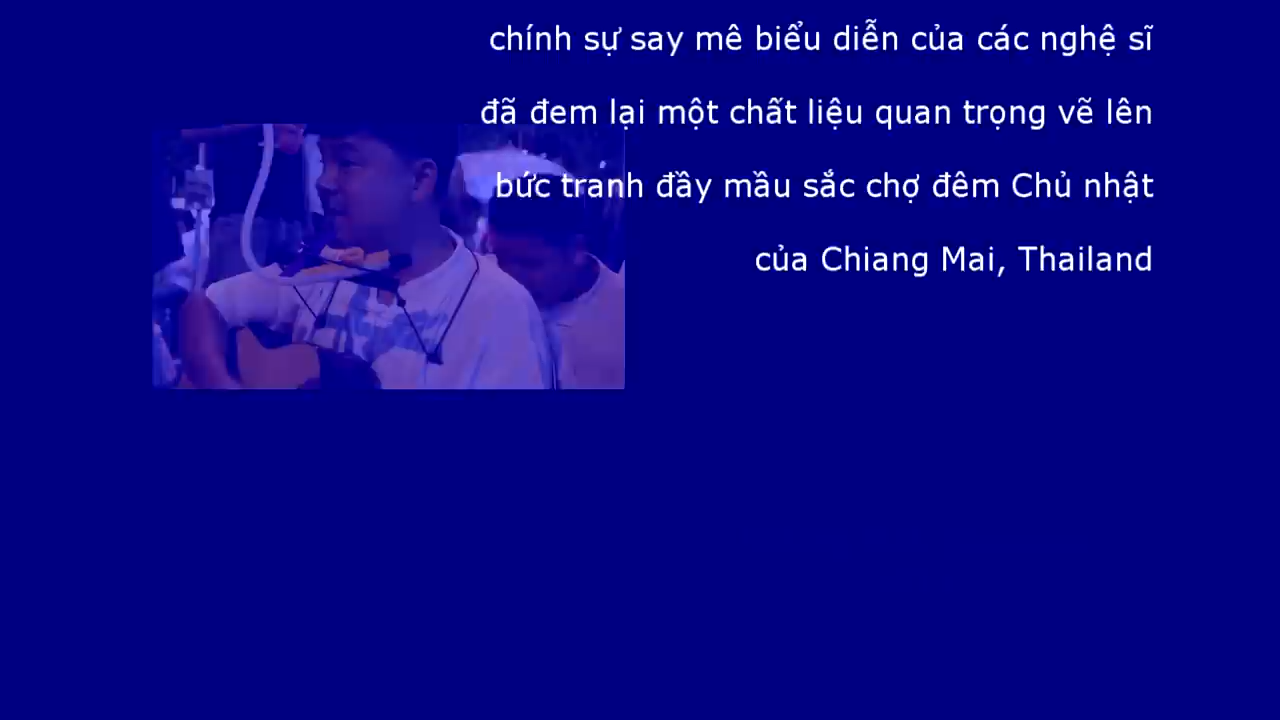 chính sự say mê biểu diễn của các nghệ sĩ
đã đem lại một chất liệu quan trọng vẽ lên
bức tranh đầy mầu sắc chợ đêm Chủ nhật
của Chiang Mai, Thailand